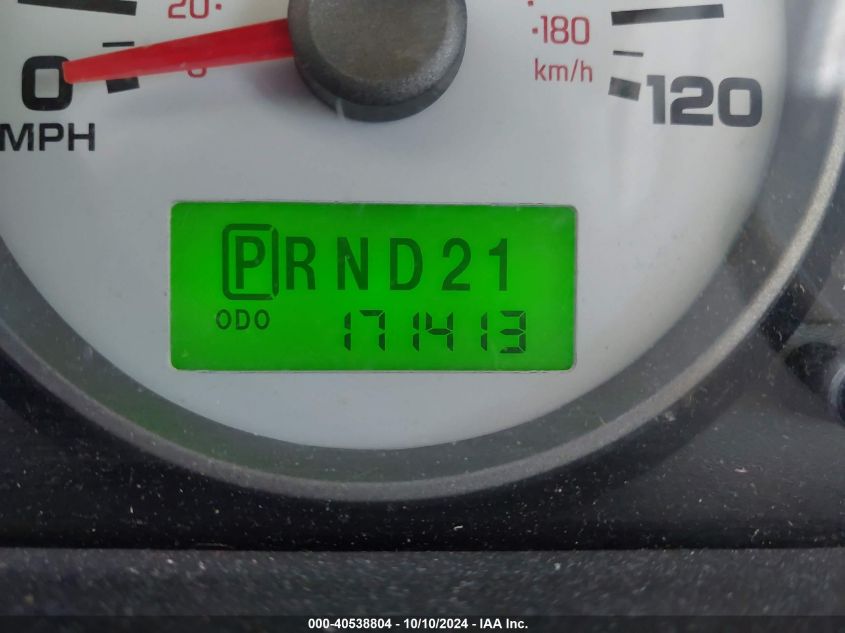 20
·180
0
km/h
120
MPH
PRND21
ODO 171413
000-40538804 - 10/10/2024 - IAA Inc.